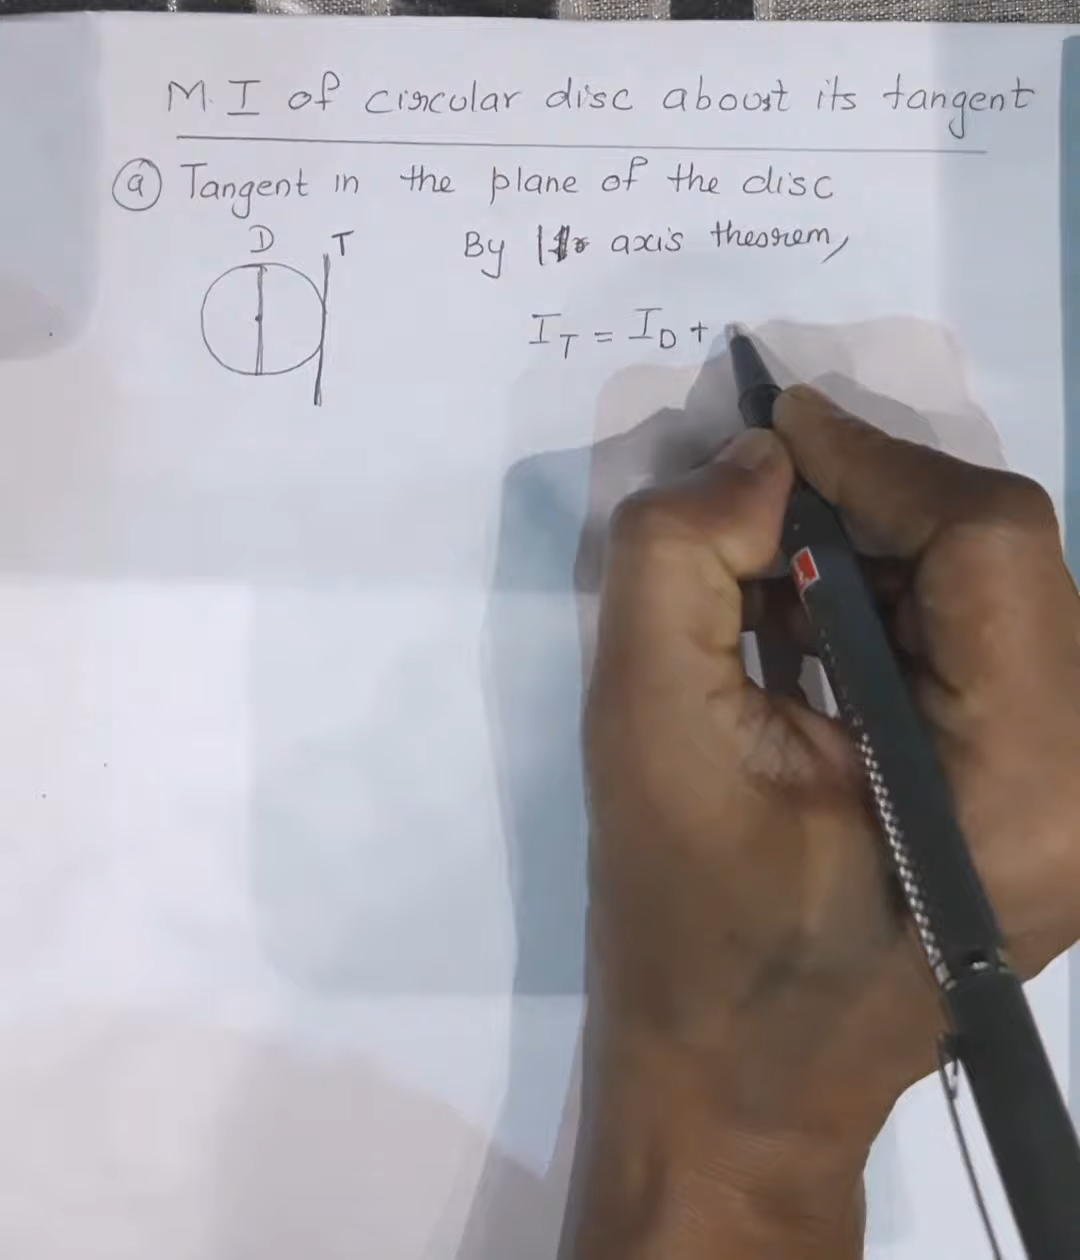 M.I of circular disc about its tangent
(a) Tangent in the plane of the disc
D T
By axis theorem,
I_T = I_D +